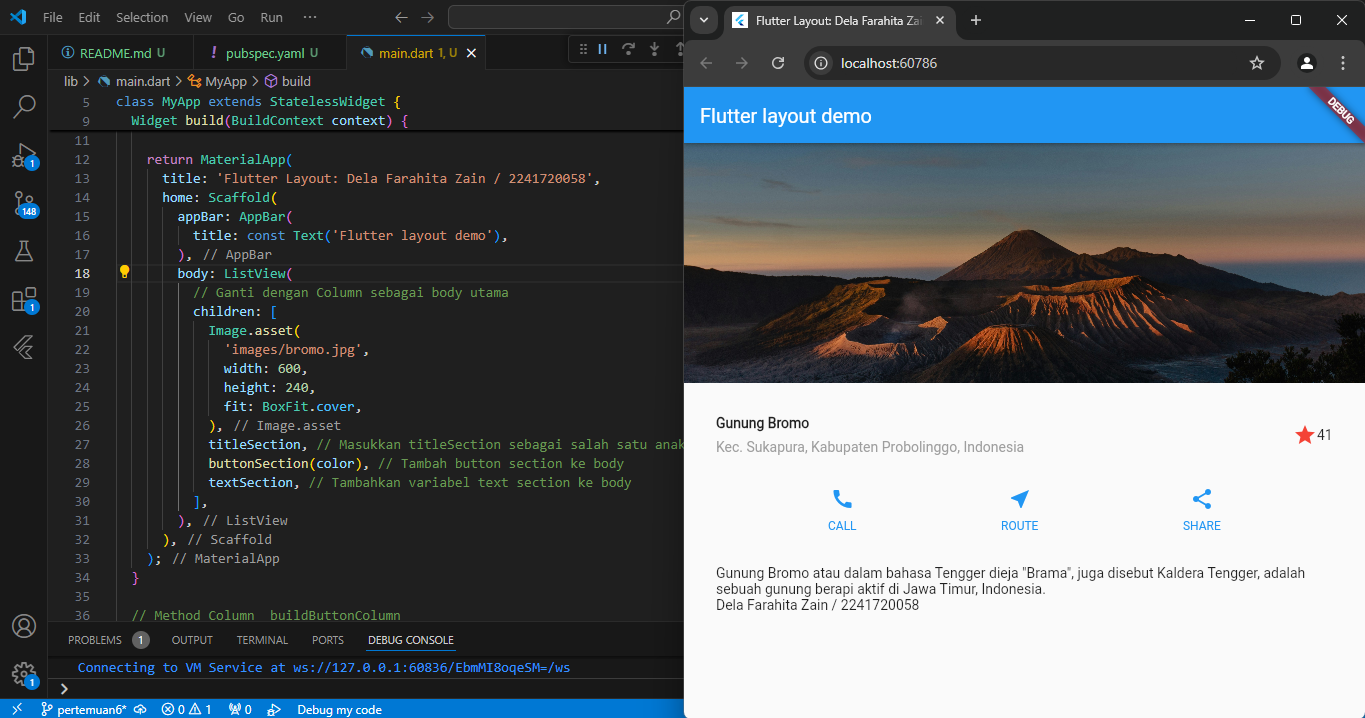 File Edit Selection View Go Run ···
README.md U
pubspec.yaml U
main.dart 1, U
lib > main.dart > MyApp > build
5 class MyApp extends StatelessWidget {
9 Widget build(BuildContext context) {
11
12 return MaterialApp(
13 title: 'Flutter Layout: Dela Farahita Zain / 2241720058',
14 home: Scaffold(
15 appBar: AppBar(
16 title: const Text('Flutter layout demo'),
17 ), // AppBar
18 body: ListView(
19 // Ganti dengan Column sebagai body utama
20 children: [
21 Image.asset(
22 'images/bromo.jpg',
23 width: 600,
24 height: 240,
25 fit: BoxFit.cover,
26 ), // Image.asset
27 titleSection, // Masukkan titleSection sebagai salah satu anak
28 buttonSection(color), // Tambah button section ke body
29 textSection, // Tambahkan variabel text section ke body
30 ],
31 ), // ListView
32 ), // Scaffold
33 ); // MaterialApp
34 }
35
36 // Method Column buildButtonColumn
1
148
1
1
PROBLEMS 1 OUTPUT TERMINAL PORTS DEBUG CONSOLE
Connecting to VM Service at ws://127.0.0.1:60836/EbmMI8oqeSM=/ws
>
pertemuan6* 0 1 0 Debug my code
Flutter Layout: Dela Farahita Za
localhost:60786
Flutter layout demo
DEBUG
Gunung Bromo
Kec. Sukapura, Kabupaten Probolinggo, Indonesia
41
CALL ROUTE SHARE
Gunung Bromo atau dalam bahasa Tengger dieja "Brama", juga disebut Kaldera Tengger, adalah
sebuah gunung berapi aktif di Jawa Timur, Indonesia.
Dela Farahita Zain / 2241720058